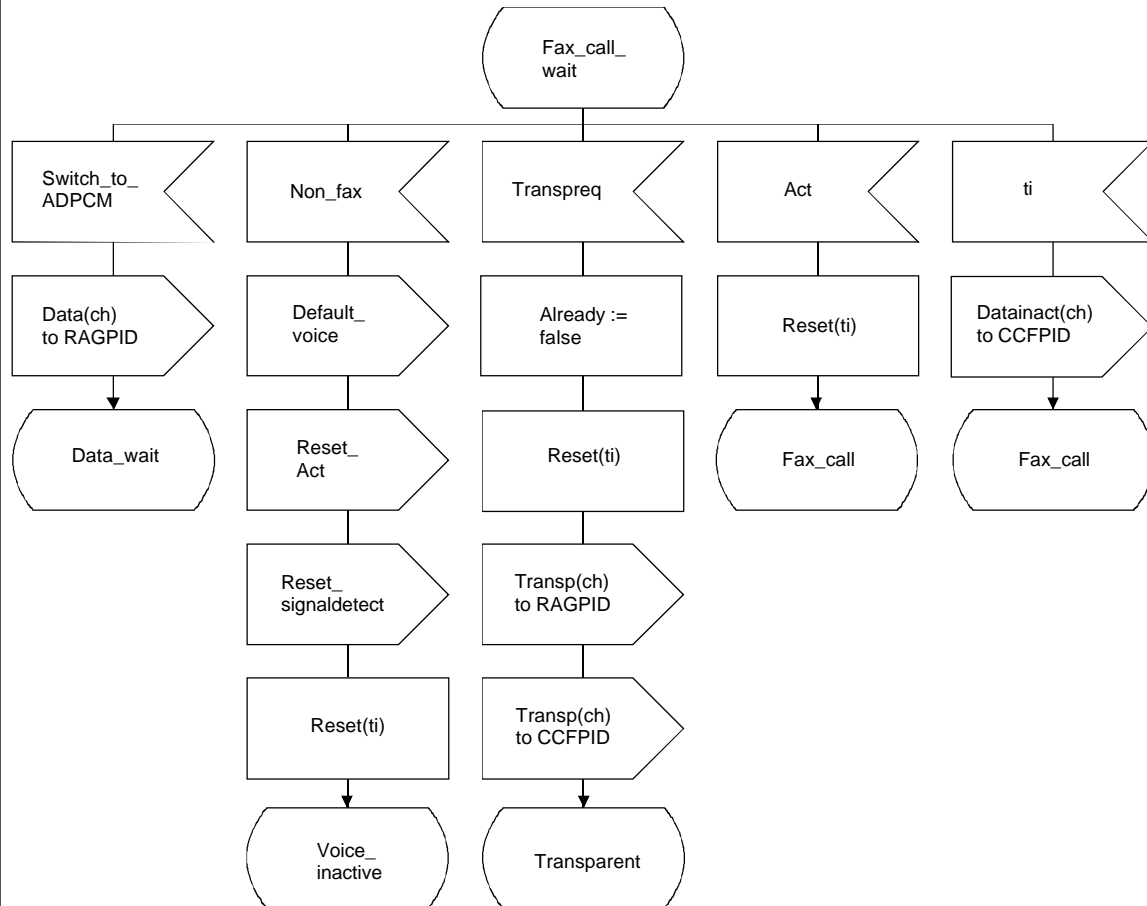 Fax_call_
wait
Switch_to_
ADPCM
Non_fax
Transpreq
Act
ti
Data(ch)
to RAGPID
Default_
voice
Already :=
false
Reset(ti)
Datainact(ch)
to CCFPID
Data_wait
Reset_
Act
Reset(ti)
Fax_call
Fax_call
Reset_
signaldetect
Transp(ch)
to RAGPID
Reset(ti)
Transp(ch)
to CCFPID
Voice_
inactive
Transparent